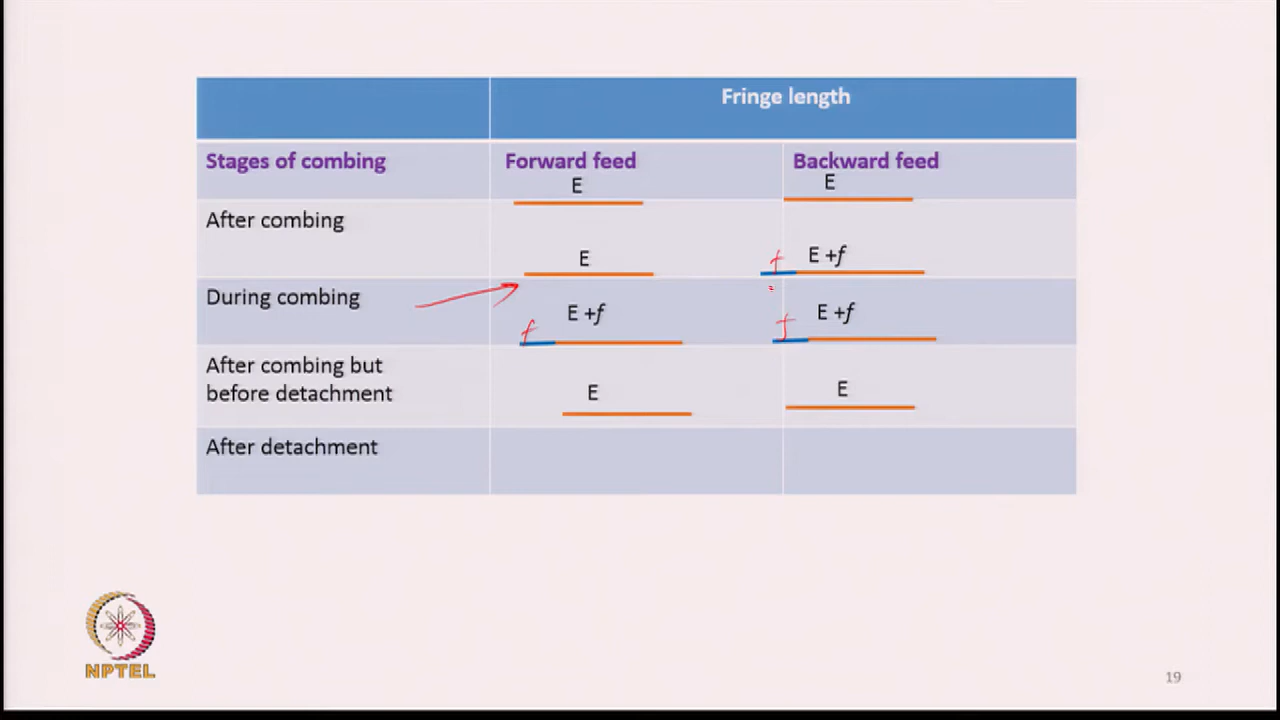 Fringe length
Stages of combing
Forward feed
Backward feed
E
E
After combing
E
f
E +f
During combing
f
E +f
f
E +f
After combing but
before detachment
E
E
After detachment
NPTEL
19